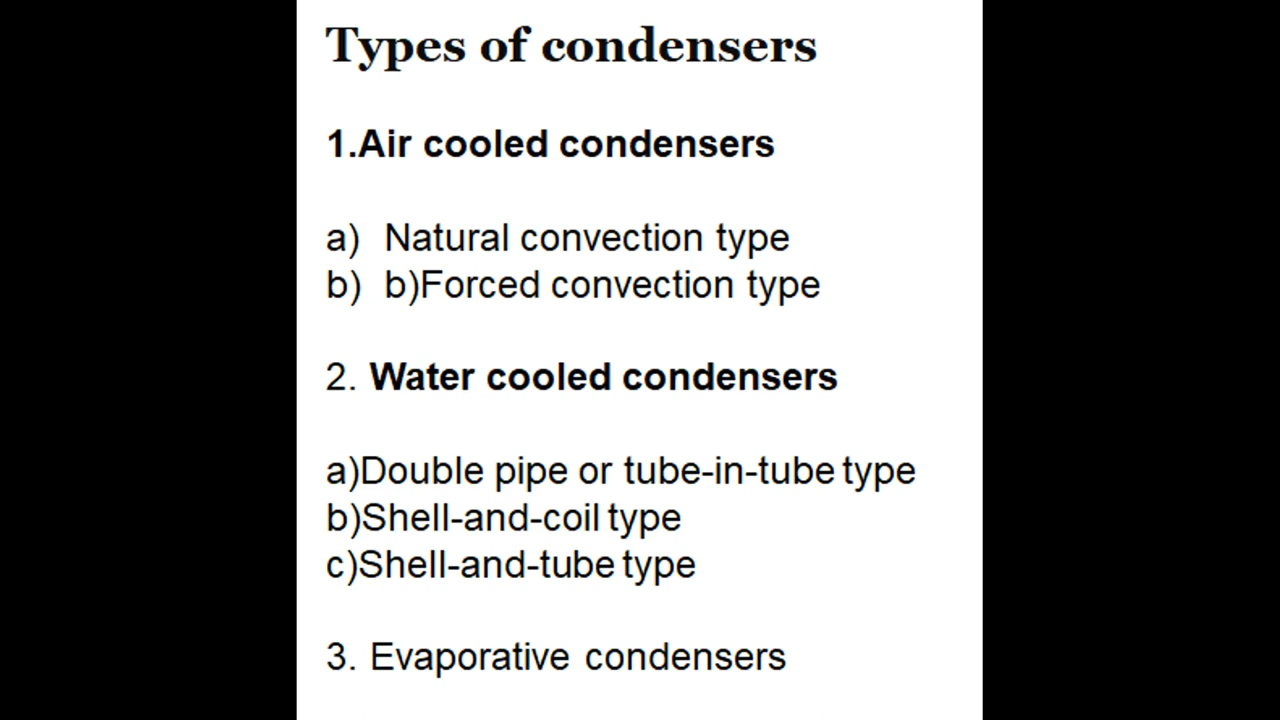 Types of condensers
1.Air cooled condensers
a) Natural convection type
b) b)Forced convection type
2. Water cooled condensers
a)Double pipe or tube-in-tube type
b)Shell-and-coil type
c)Shell-and-tube type
3. Evaporative condensers